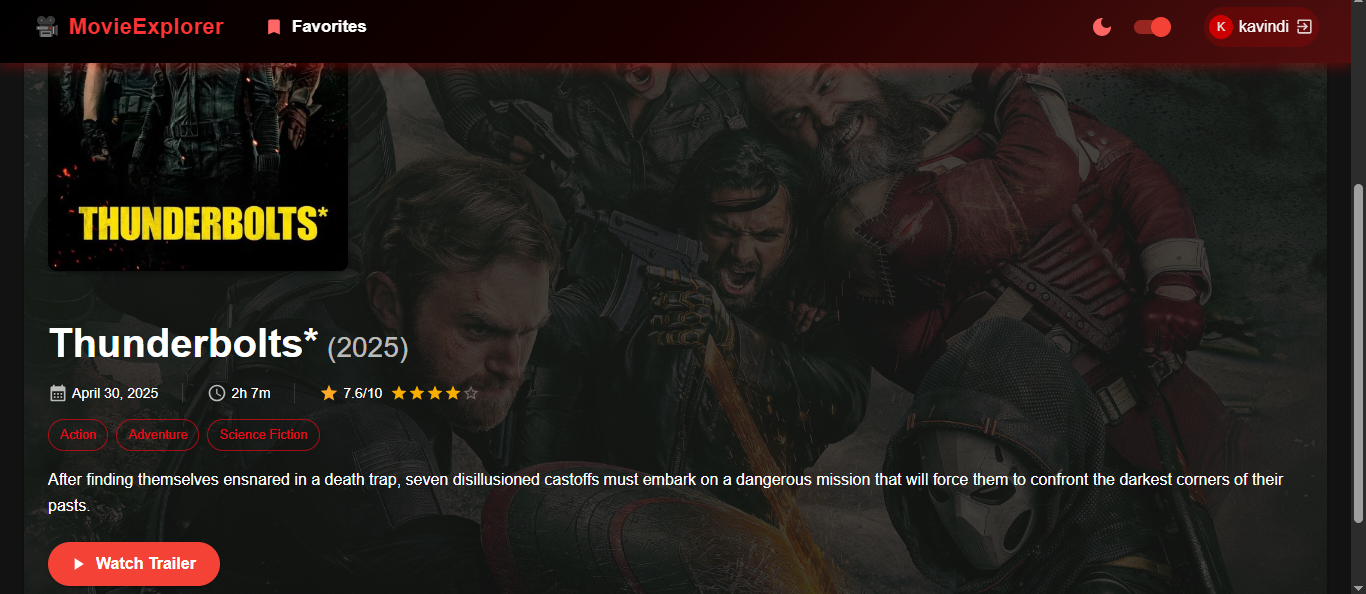 MovieExplorer Favorites K kavindi
THUNDERBOLTS*
Thunderbolts* (2025)
April 30, 2025 2h 7m 7.6/10
Action Adventure Science Fiction
After finding themselves ensnared in a death trap, seven disillusioned castoffs must embark on a dangerous mission that will force them to confront the darkest corners of their
pasts.
Watch Trailer